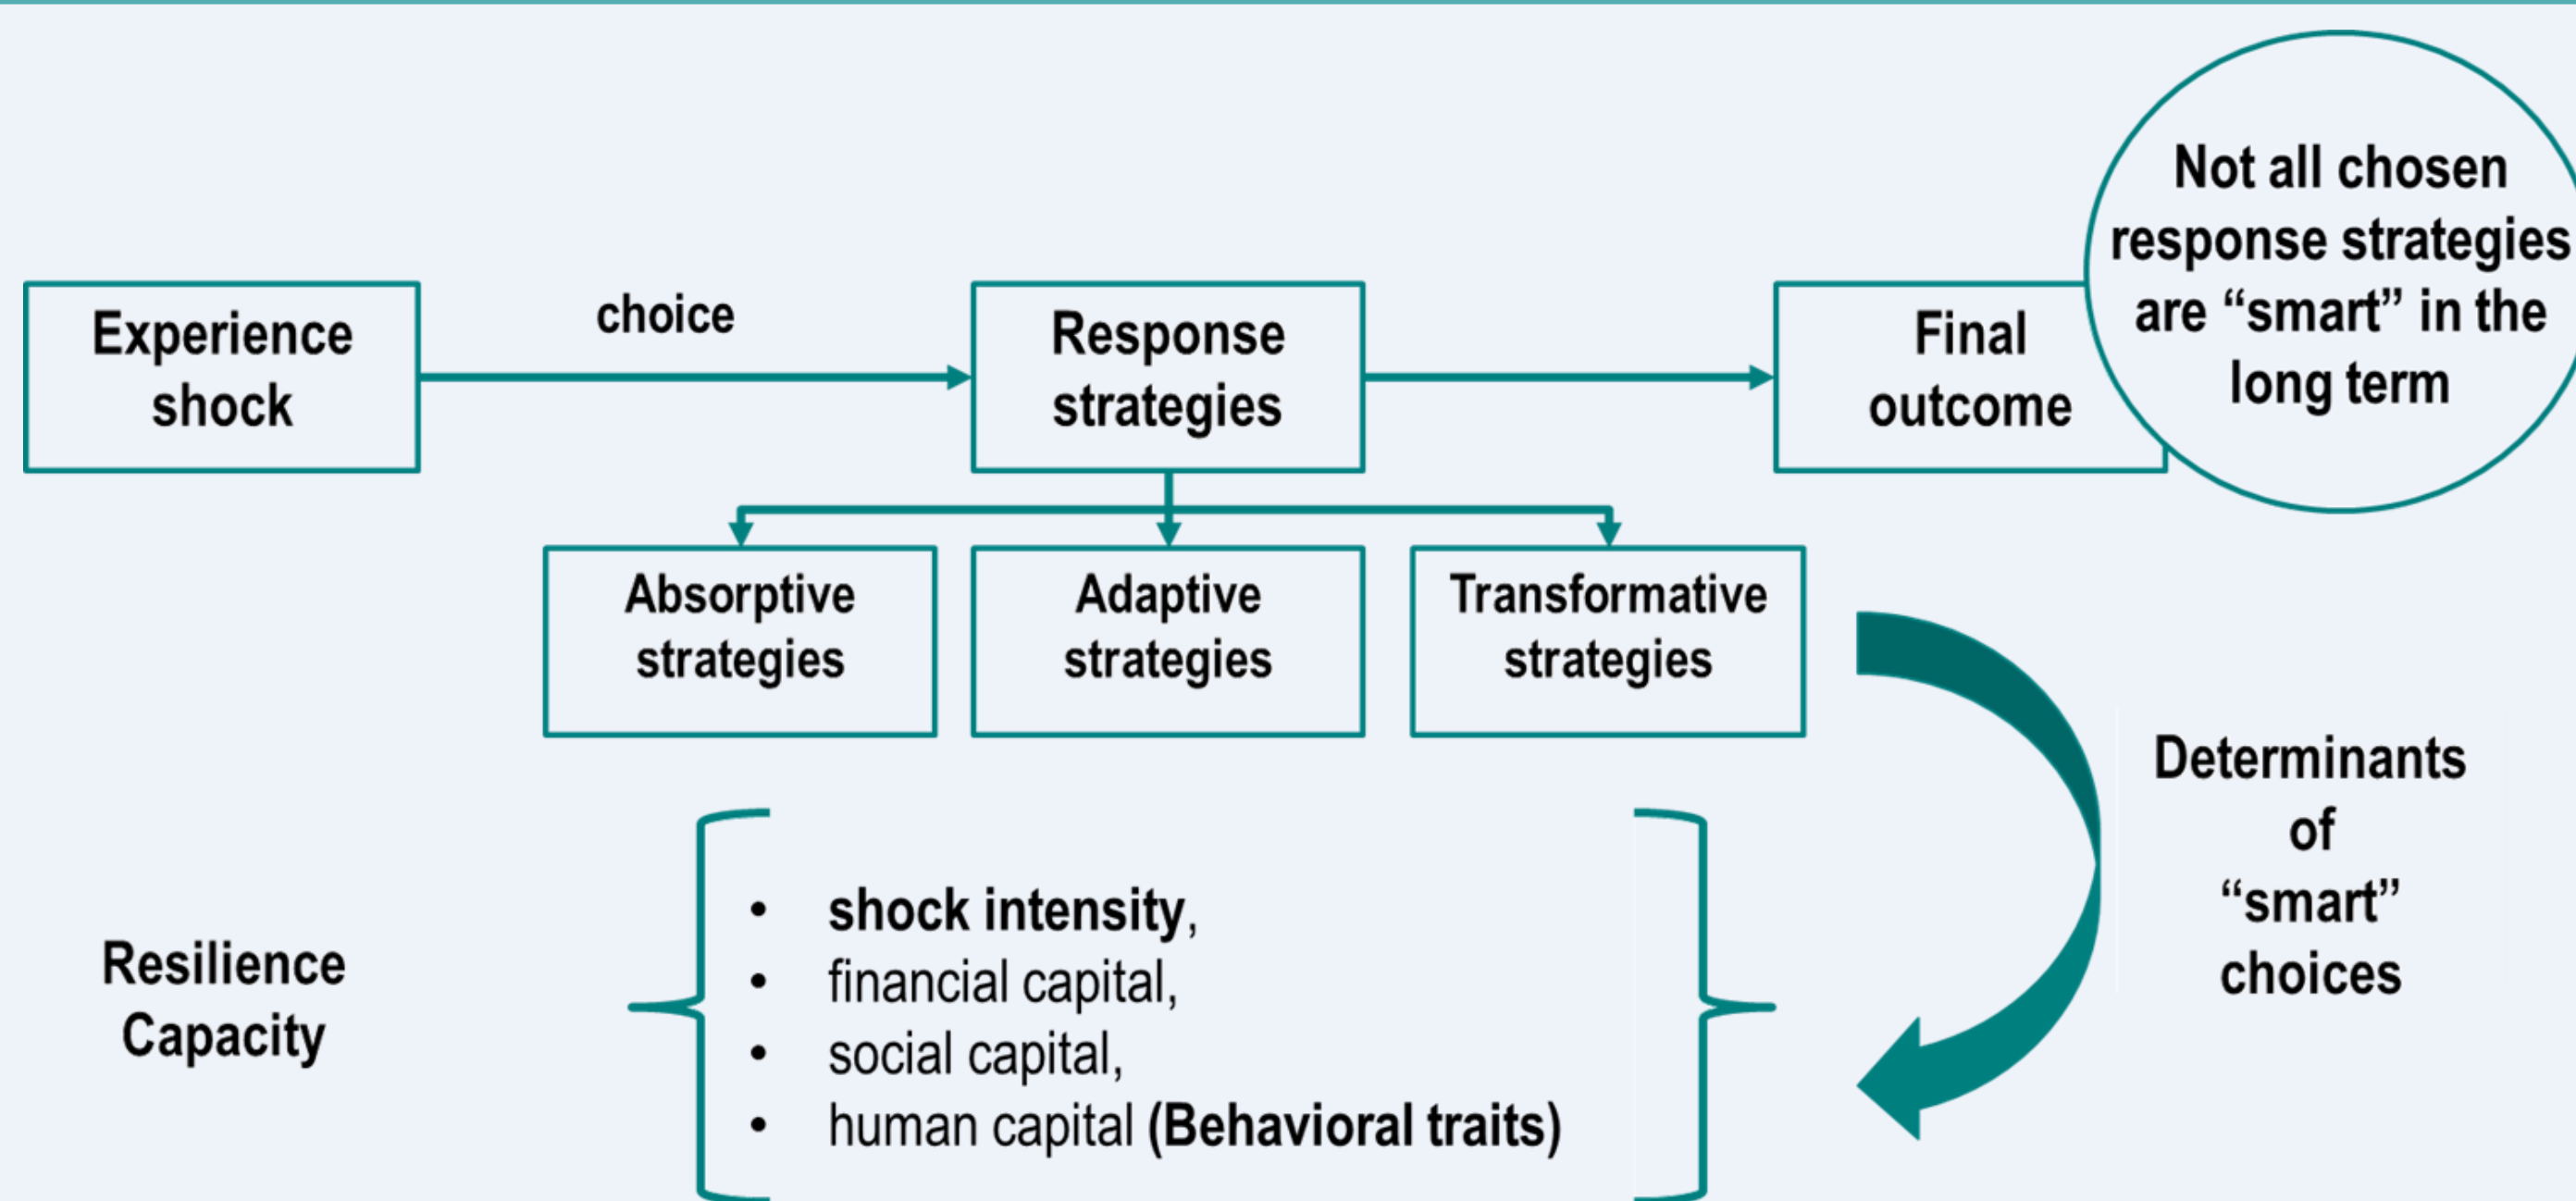 Not all chosen
response strategies
are “smart” in the
long term
Experience
shock
choice
Response
strategies
Final
outcome
Absorptive
strategies
Adaptive
strategies
Transformative
strategies
Determinants
of
“smart”
choices
Resilience
Capacity
• shock intensity,
• financial capital,
• social capital,
• human capital (Behavioral traits)